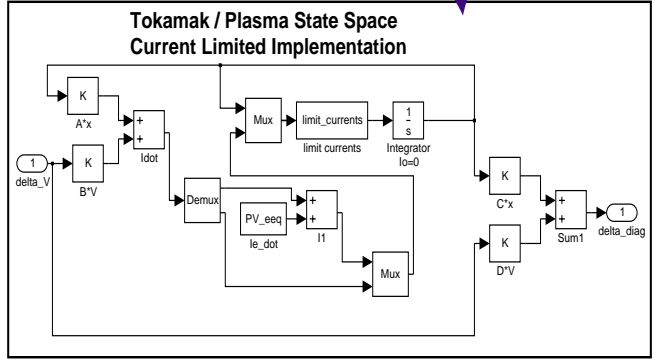 Tokamak / Plasma State Space
Current Limited Implementation
K
A*x
+
+
Idot
Mux
limit_currents
limit currents
1
s
Integrator
Io=0
1
delta_V
K
B*V
Demux
PV_eeq
Ie_dot
+
+
I1
Mux
K
C*x
K
D*V
+
+
Sum1
1
delta_diag